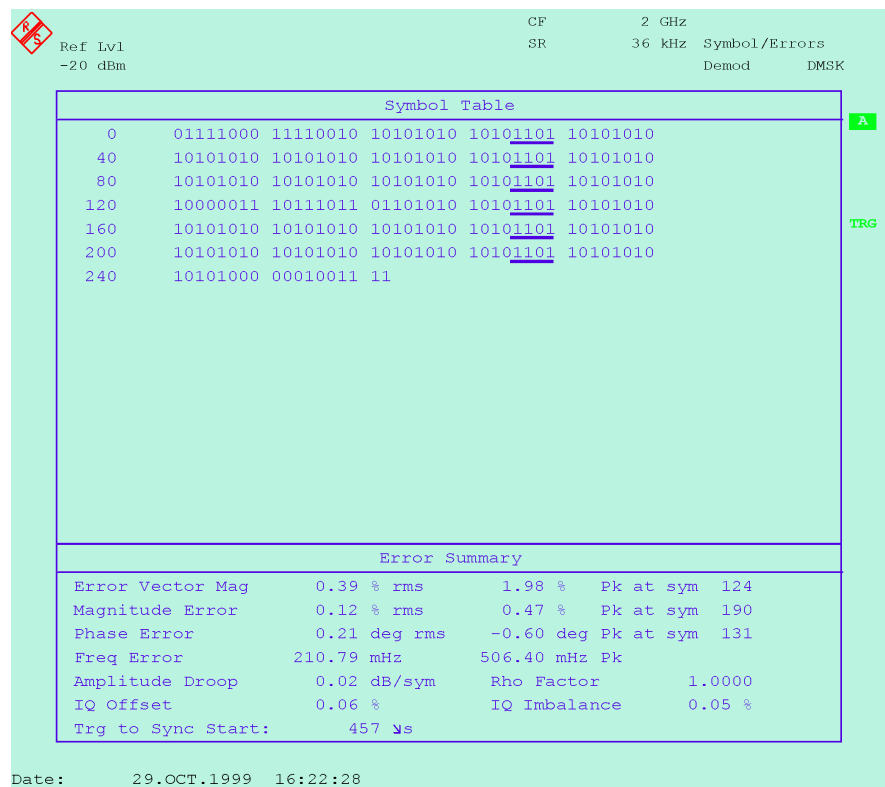 R
S
CF 2 GHz
Ref Lvl SR 36 kHz Symbol/Errors
-20 dBm Demod DMSK
Symbol Table
A
0 01111000 11110010 10101010 10101101 10101010
40 10101010 10101010 10101010 10101101 10101010
80 10101010 10101010 10101010 10101101 10101010
120 10000011 10111011 01101010 10101101 10101010
TRG
160 10101010 10101010 10101010 10101101 10101010
200 10101010 10101010 10101010 10101101 10101010
240 10101000 00010011 11
Error Summary
Error Vector Mag 0.39 % rms 1.98 % Pk at sym 124
Magnitude Error 0.12 % rms 0.47 % Pk at sym 190
Phase Error 0.21 deg rms -0.60 deg Pk at sym 131
Freq Error 210.79 mHz 506.40 mHz Pk
Amplitude Droop 0.02 dB/sym Rho Factor 1.0000
IQ Offset 0.06 % IQ Imbalance 0.05 %
Trg to Sync Start: 457 s
Date: 29.OCT.1999 16:22:28